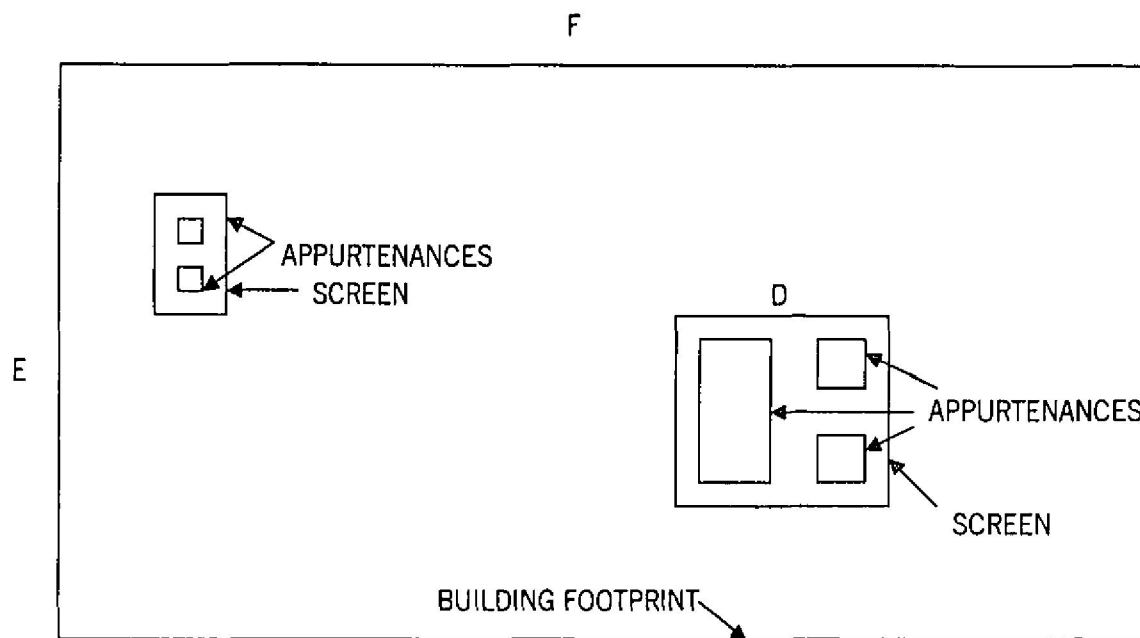 F
APPURTENANCES
SCREEN
D
E
APPURTENANCES
SCREEN
BUILDING FOOTPRINT